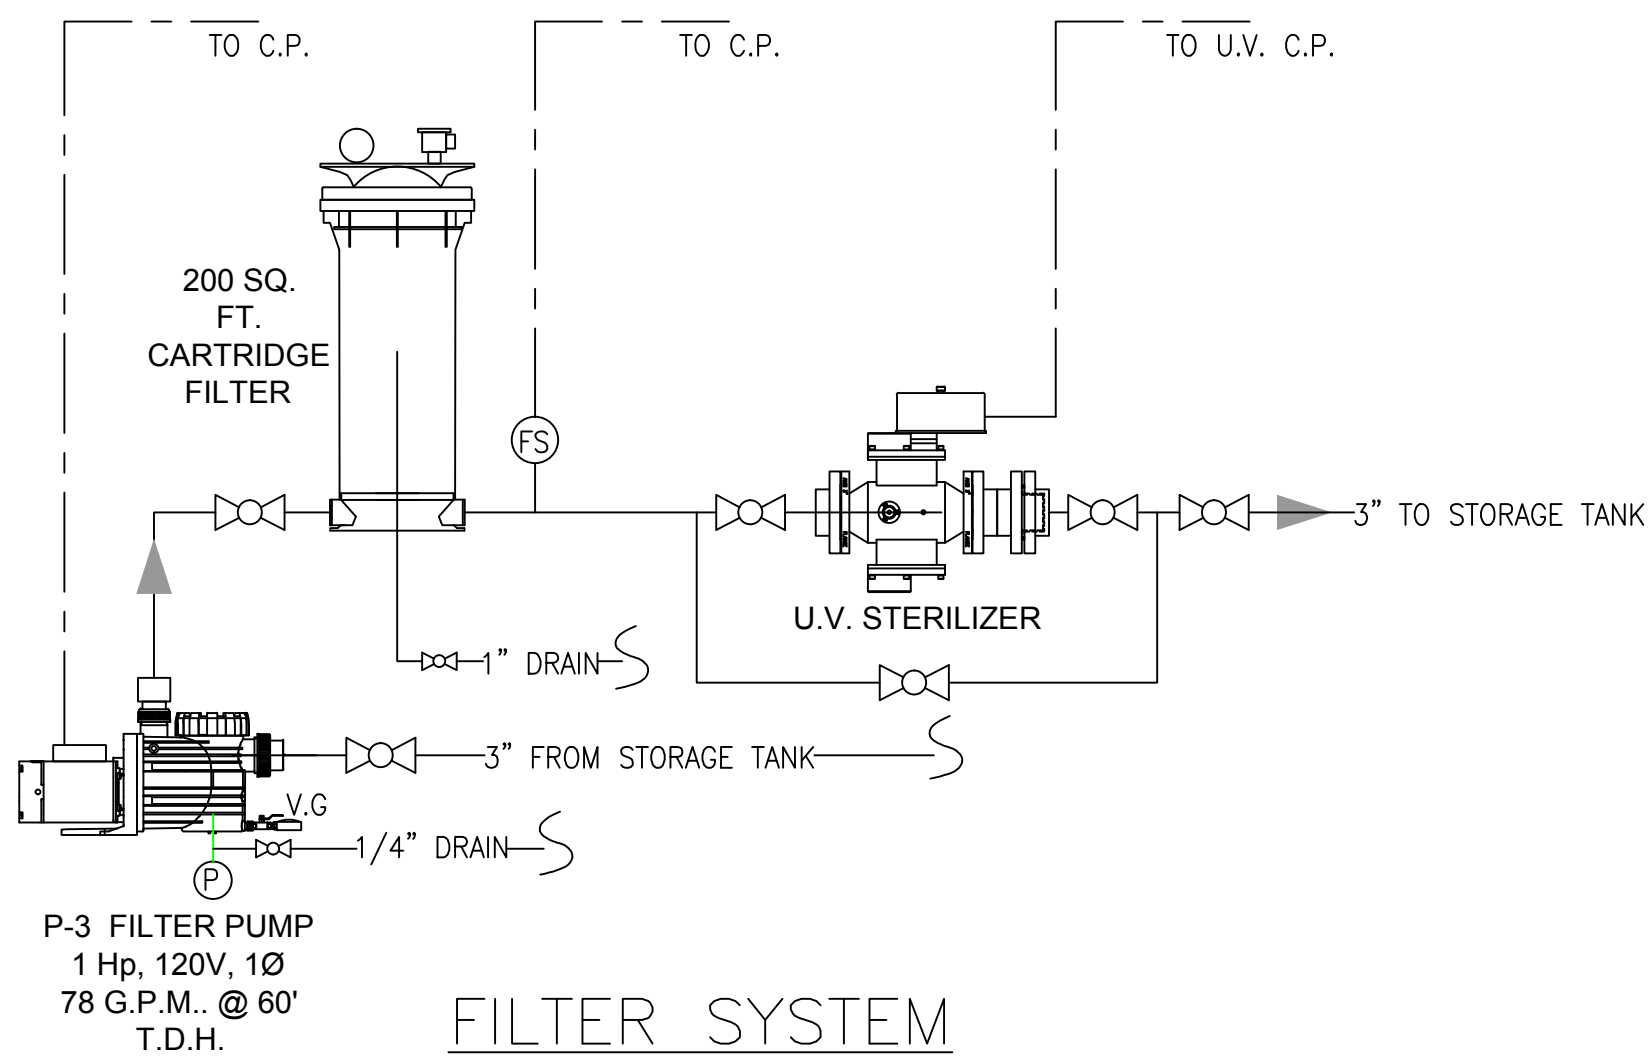 TO C.P.
TO C.P.
TO U.V. C.P.
200 SQ.
FT.
CARTRIDGE
FILTER
FS
3” TO STORAGE TANK
U.V. STERILIZER
1” DRAIN
3” FROM STORAGE TANK
V.G
1/4” DRAIN
P
P-3 FILTER PUMP
1 Hp, 120V, 1Ø
78 G.P.M.. @ 60'
T.D.H.
FILTER SYSTEM